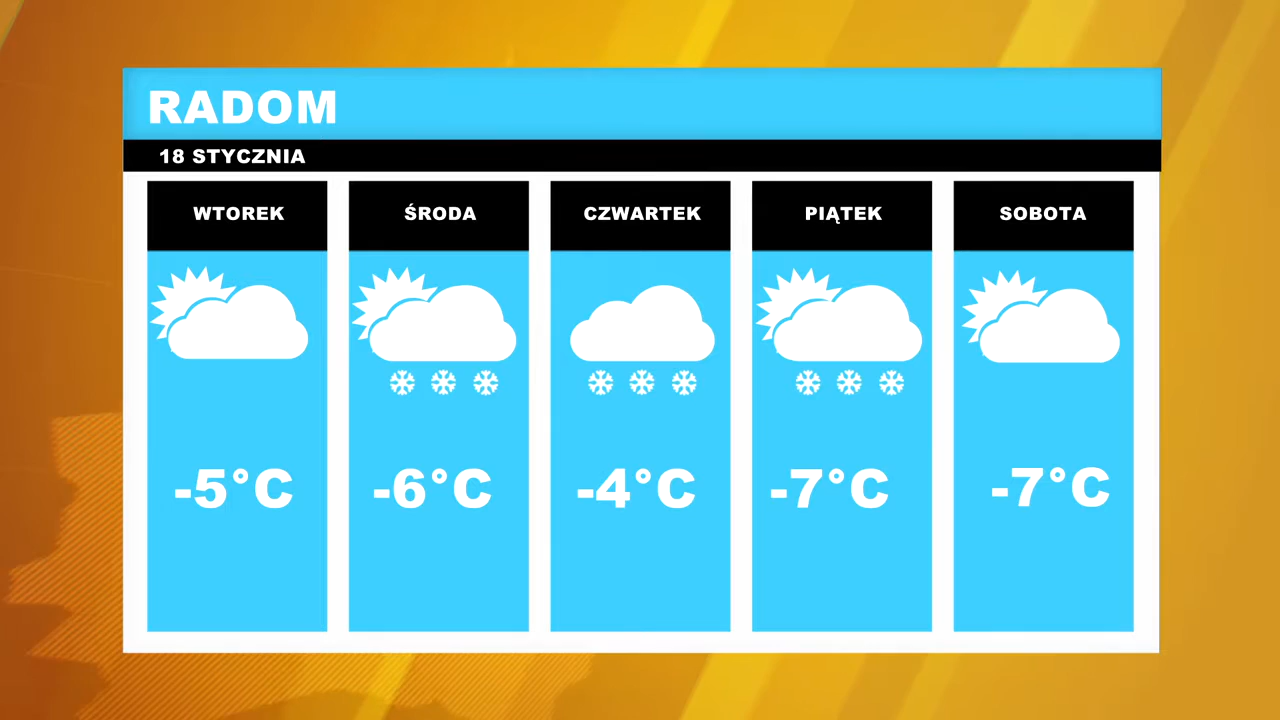 RADOM
18 STYCZNIA
WTOREK
ŚRODA
CZWARTEK
PIĄTEK
SOBOTA
-5°C
-6°C
-4°C
-7°C
-7°C